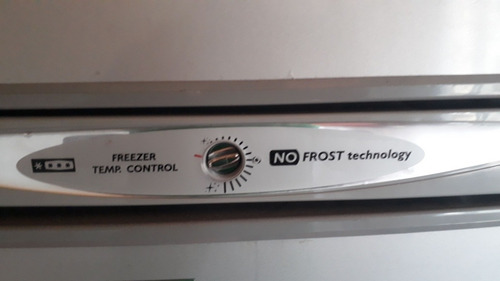 FREEZER
TEMP. CONTROL
NO FROST technology